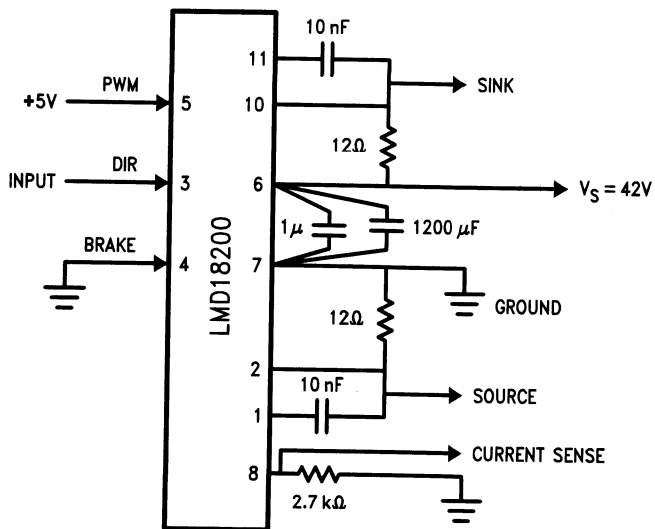 10 nF
11
SINK
PWM
+5V
5
10
12Ω
DIR
INPUT
3
6
V_S = 42V
1μ
1200 μF
BRAKE
4
7
LMD18200
GROUND
12Ω
2
10 nF
SOURCE
1
CURRENT SENSE
8
2.7 kΩ